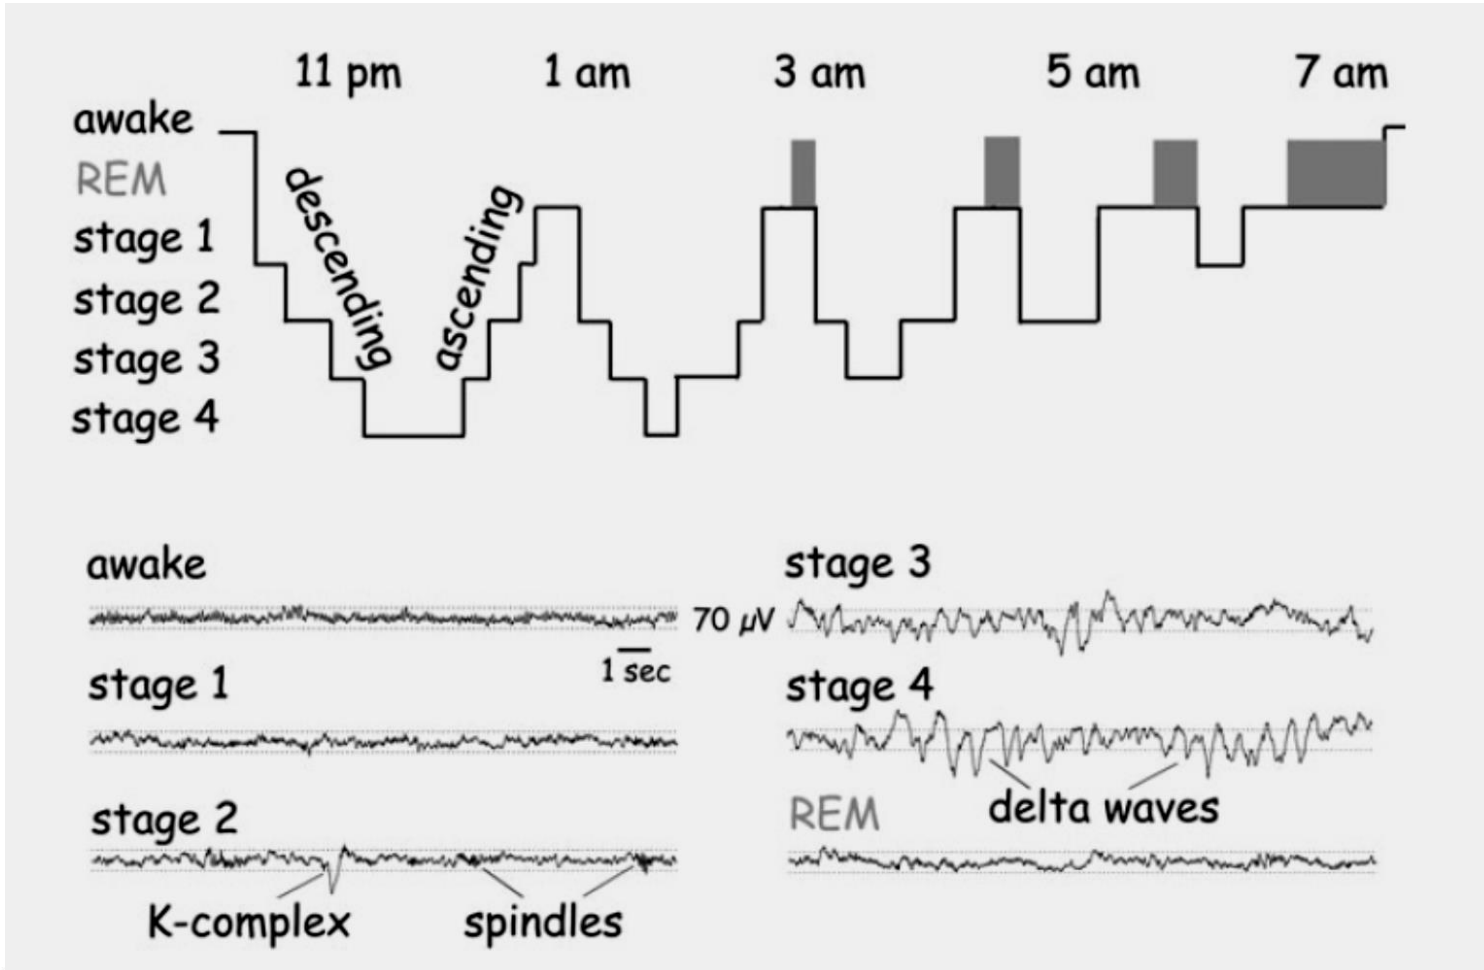 11 pm 1 am 3 am 5 am 7 am
awake
REM
stage 1
stage 2
stage 3
stage 4
descending
ascending
awake
70 µV
1 sec
stage 1
stage 2
K-complex spindles
stage 3
stage 4
delta waves
REM